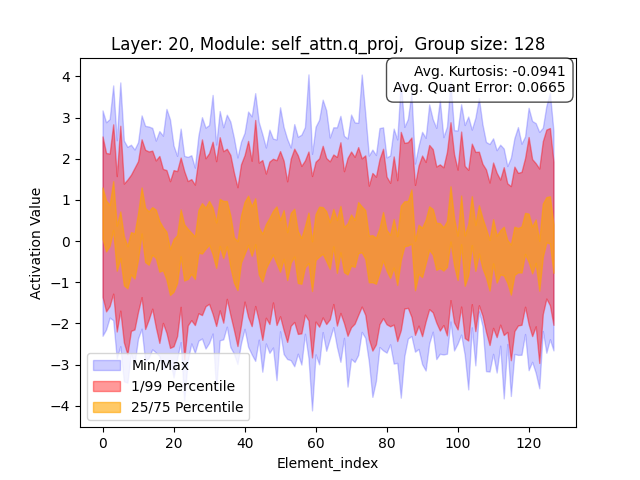 Layer: 20, Module: self_attn.q_proj,  Group size: 128
Avg. Kurtosis: -0.0941
Avg. Quant Error: 0.0665
Activation Value
4
3
2
1
0
−1
−2
−3
−4
Min/Max
1/99 Percentile
25/75 Percentile
0
20
40
60
80
100
120
Element_index